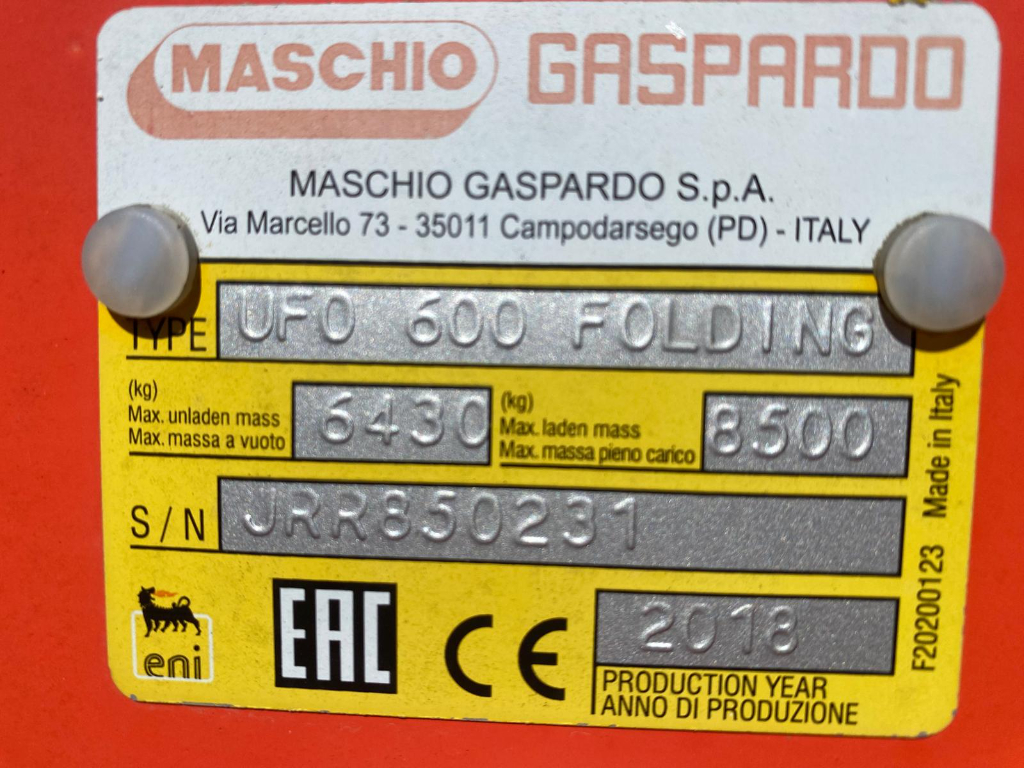 MASCHIO GASPARDO
MASCHIO GASPARDO S.p.A.
Via Marcello 73 - 35011 Campodarsego (PD) - ITALY
TYPE UFO 600 FOLDING
(kg)
Max. unladen mass
Max. massa a vuoto
6430
(kg)
Max. laden mass
Max. massa pieno carico
8500
S/N JRR850231
eni
EAC
CE
2018
PRODUCTION YEAR
ANNO DI PRODUZIONE
F20200123 Made in Italy